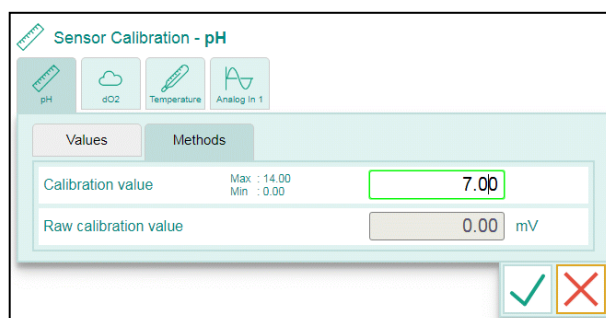 Sensor Calibration - pH
pH dO2 Temperature Analog In 1
Values Methods
Calibration value Max : 14.00 7.00
Min : 0.00
Raw calibration value 0.00 mV